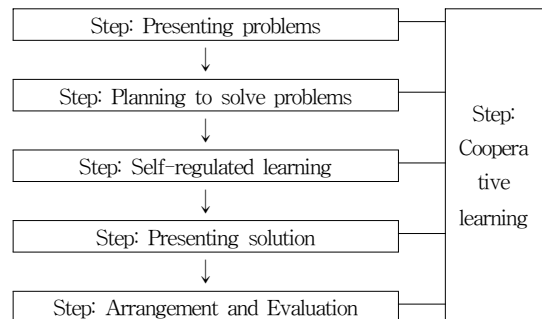 Step: Presenting problems
Step: Planning to solve problems
Step: Self-regulated learning
Step: Presenting solution
Step: Arrangement and Evaluation
Step:
Coopera
tive
learning